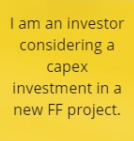 I am an investor
considering a
capex
investment in a
new FF project.